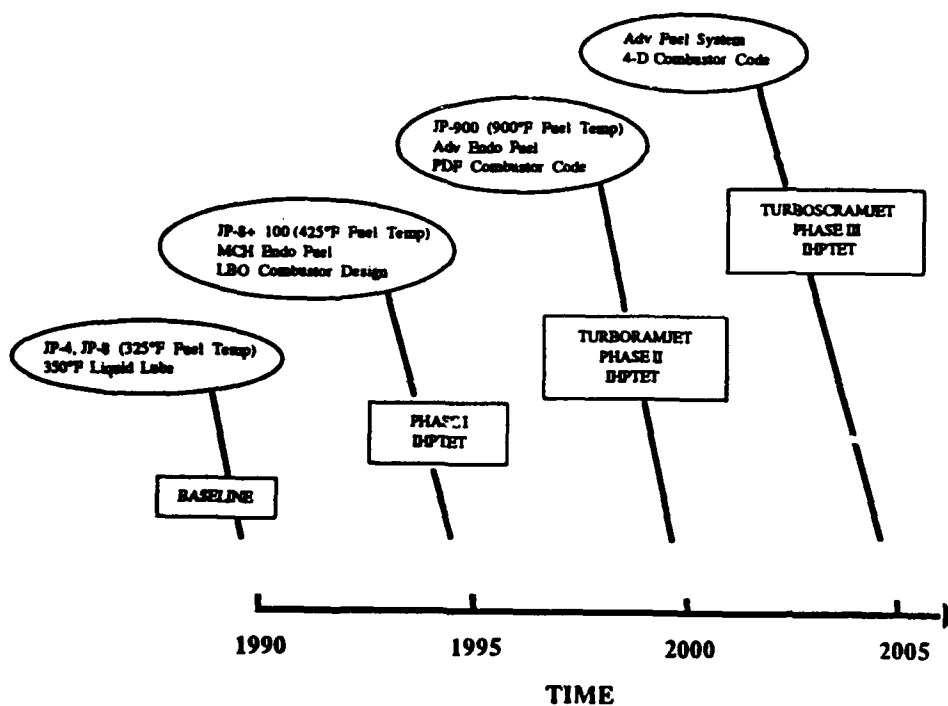 Adv Fuel System
4-D Combustor Code
JP-900 (900°F Fuel Temp)
Adv Endo Fuel
PDF Combustor Code
JP-8+ 100 (425°F Fuel Temp)
MCH Endo Fuel
LBO Combustor Design
JP-4, JP-8 (325°F Fuel Temp)
350°F Liquid Lube
TURBOSCRAMJET
PHASE III
IHPTET
TURBORAMJET
PHASE II
IHPTET
PHASE I
IHPTET
BASELINE
1990
1995
2000
2005
TIME